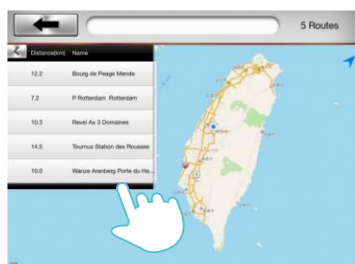 5 Routes
Distance(km) Name
12.2 Bourg de Peage Mende
7.2 P Rotterdam Rotterdam
10.3 Revel Ax 3 Domaines
14.5 Tournus Station des Rousses
10.0 Wanze Arenberg Porte du Ha...